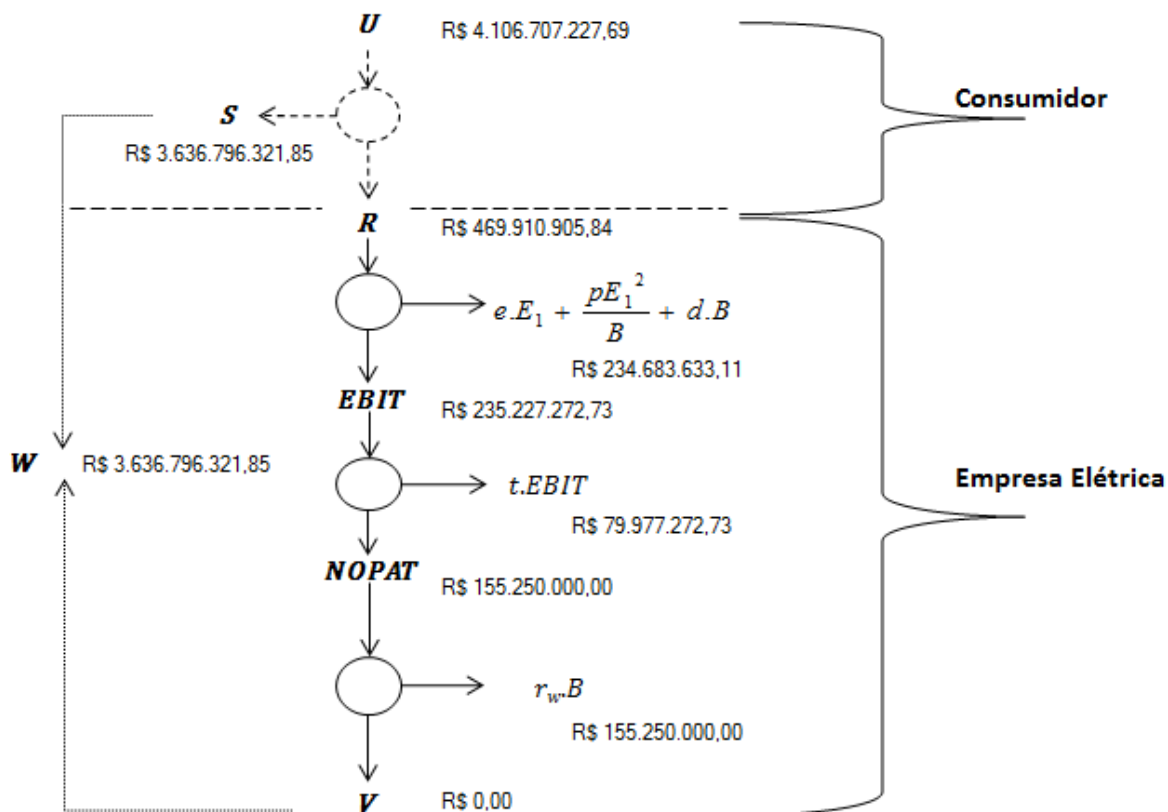 U R$ 4.106.707.227,69
Consumidor
S
R$ 3.636.796.321,85
R R$ 469.910.905,84
e.E₁ + pE₁²/B + d.B
R$ 234.683.633,11
EBIT R$ 235.227.272,73
W R$ 3.636.796.321,85
t.EBIT
Empresa Elétrica
R$ 79.977.272,73
NOPAT R$ 155.250.000,00
r_w.B
R$ 155.250.000,00
V R$ 0,00